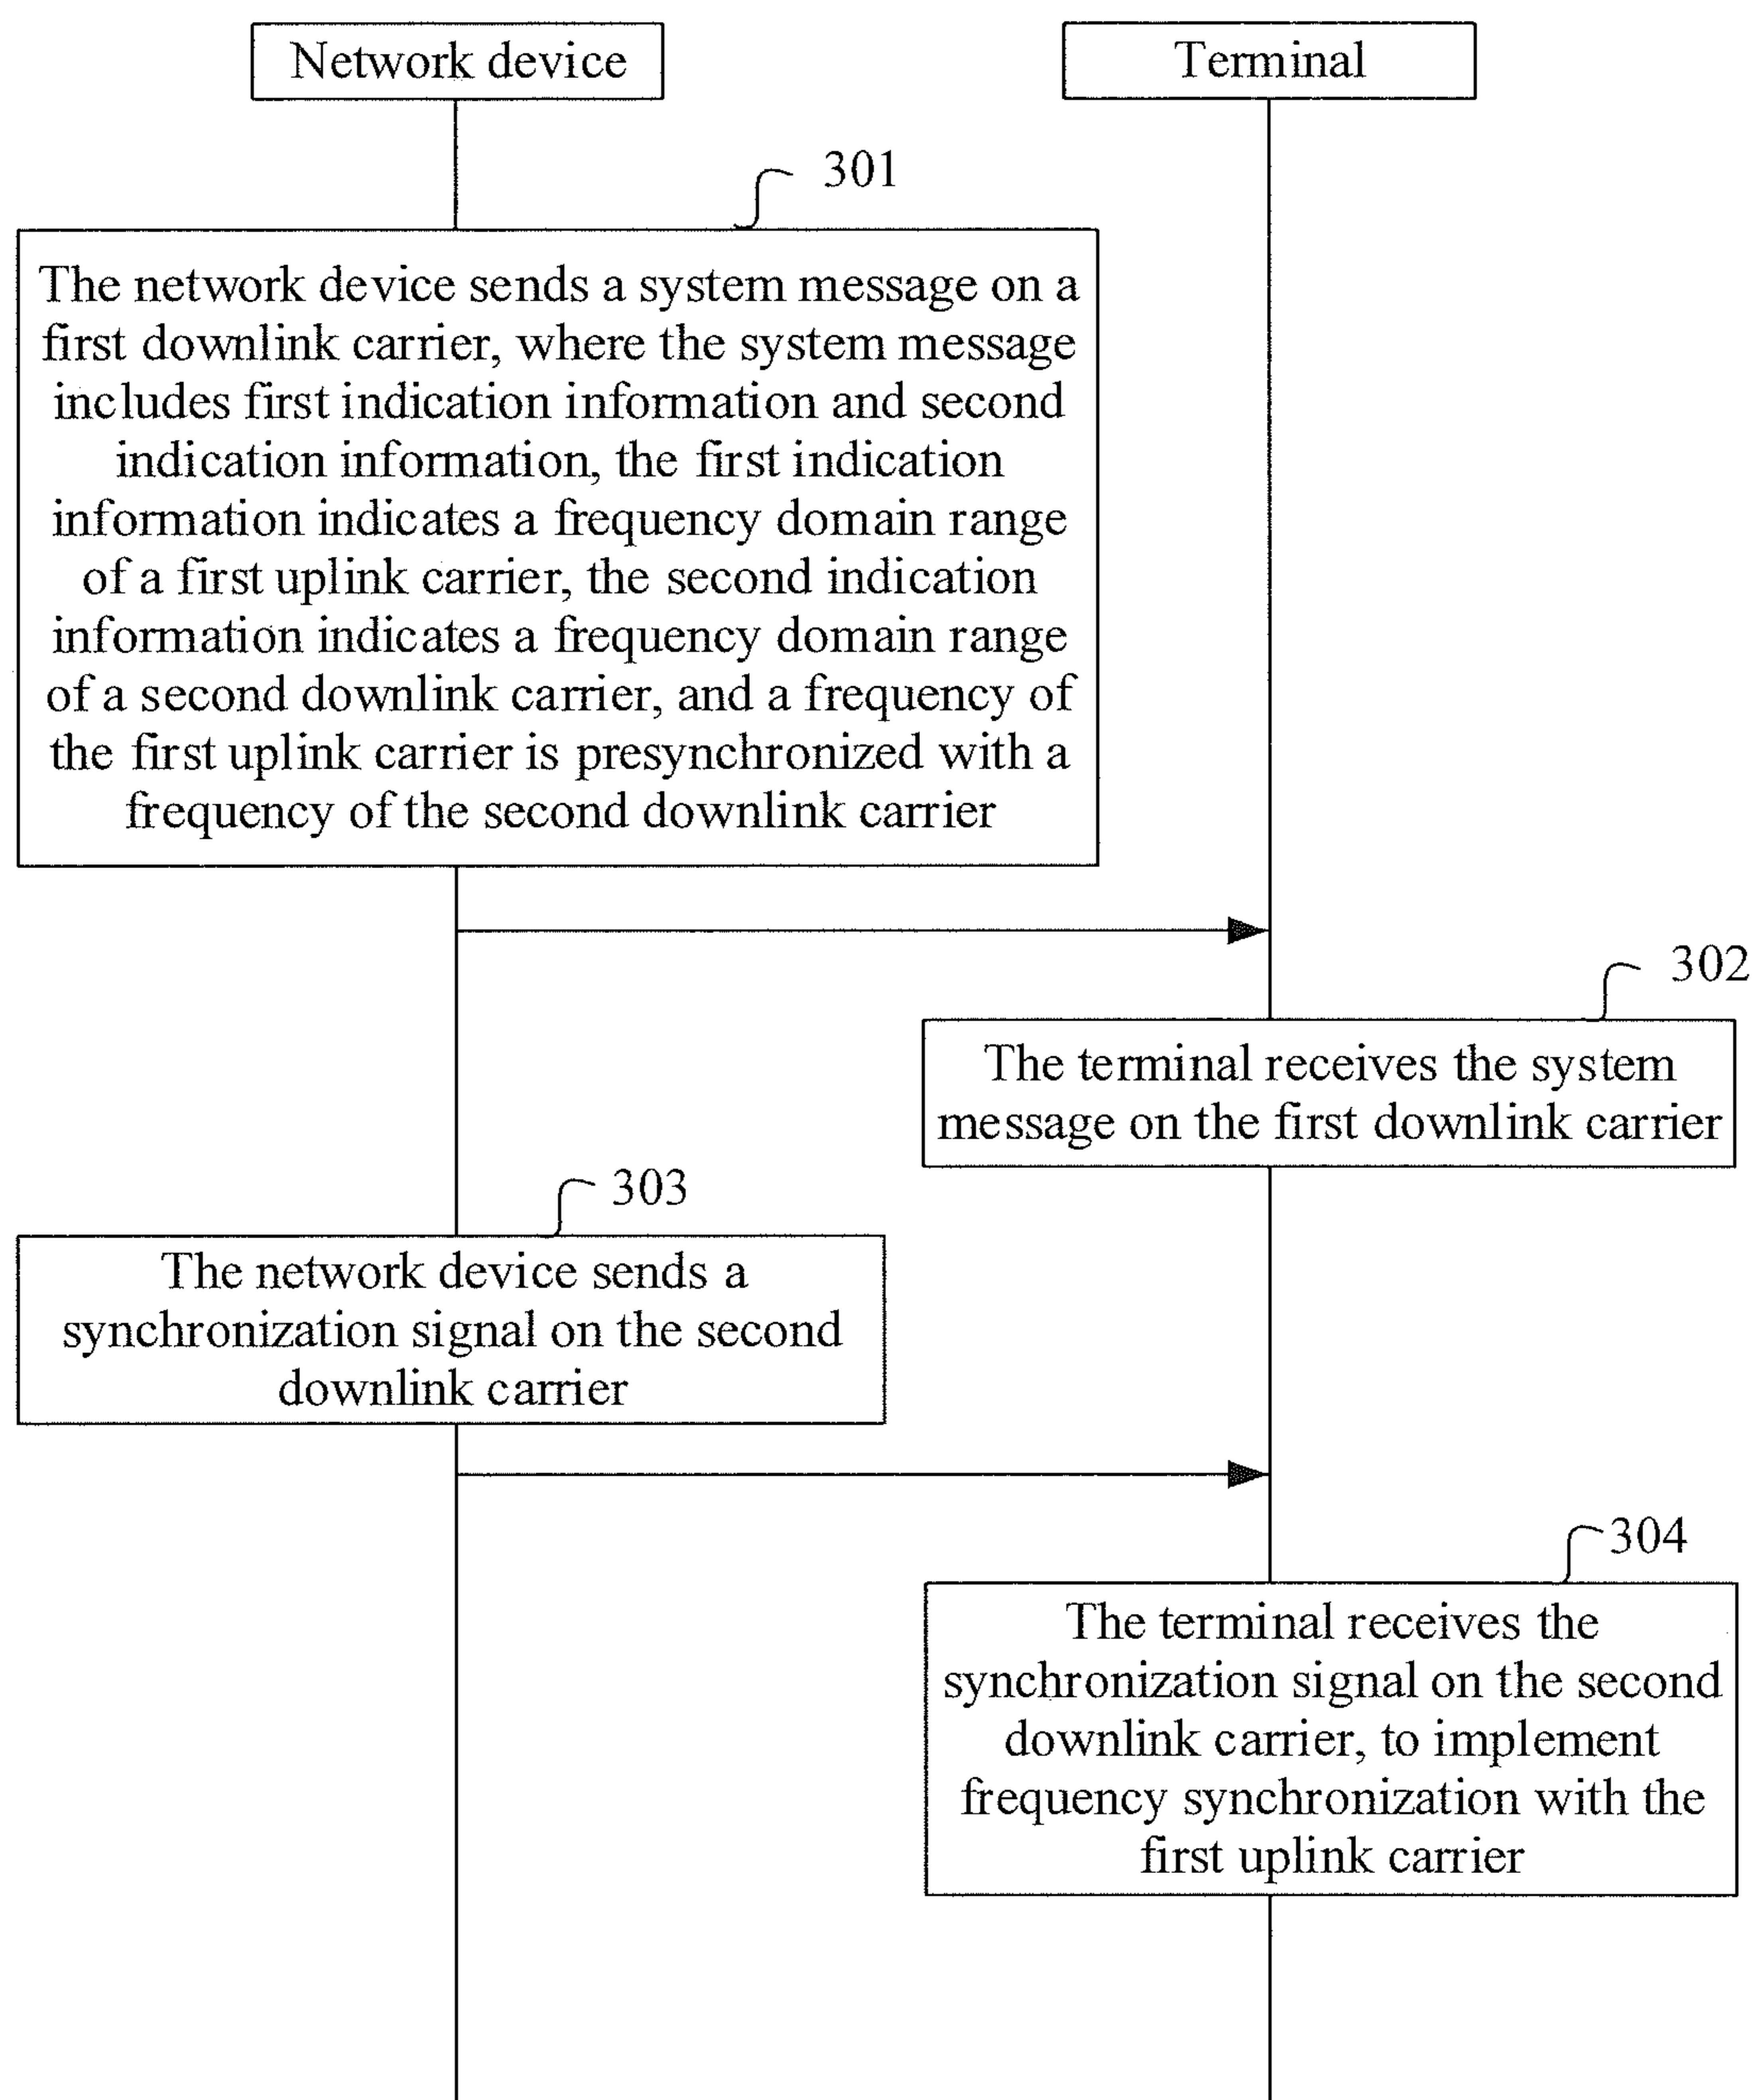 Network device
Terminal
301
The network device sends a system message on a
first downlink carrier, where the system message
includes first indication information and second
indication information, the first indication
information indicates a frequency domain range
of a first uplink carrier, the second indication
information indicates a frequency domain range
of a second downlink carrier, and a frequency of
the first uplink carrier is presynchronized with a
frequency of the second downlink carrier
302
The terminal receives the system
message on the first downlink carrier
303
The network device sends a
synchronization signal on the second
downlink carrier
304
The terminal receives the
synchronization signal on the second
downlink carrier, to implement
frequency synchronization with the
first uplink carrier